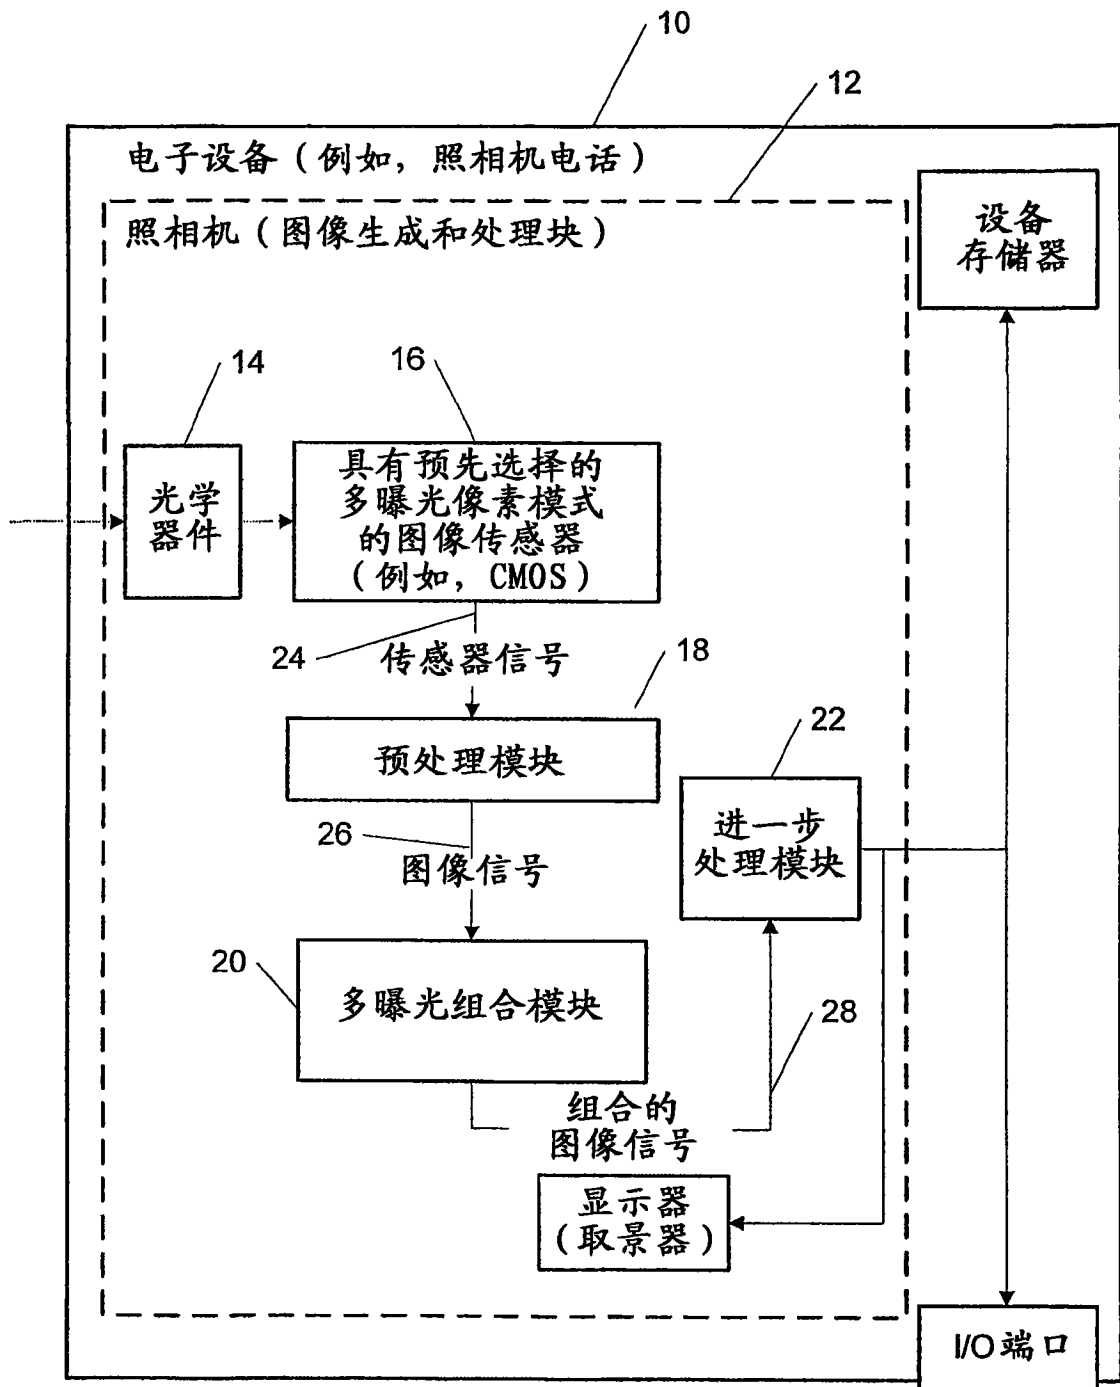 10
12
电子设备（例如，照相机电话）
照相机（图像生成和处理块）
设备
存储器
14
16
光学
器件
具有预先选择的
多曝光像素模式
的图像传感器
（例如，CMOS）
24
传感器信号
18
预处理模块
22
进一步
处理模块
26
图像信号
20
多曝光组合模块
28
组合的
图像信号
显示器
（取景器）
I/O 端口